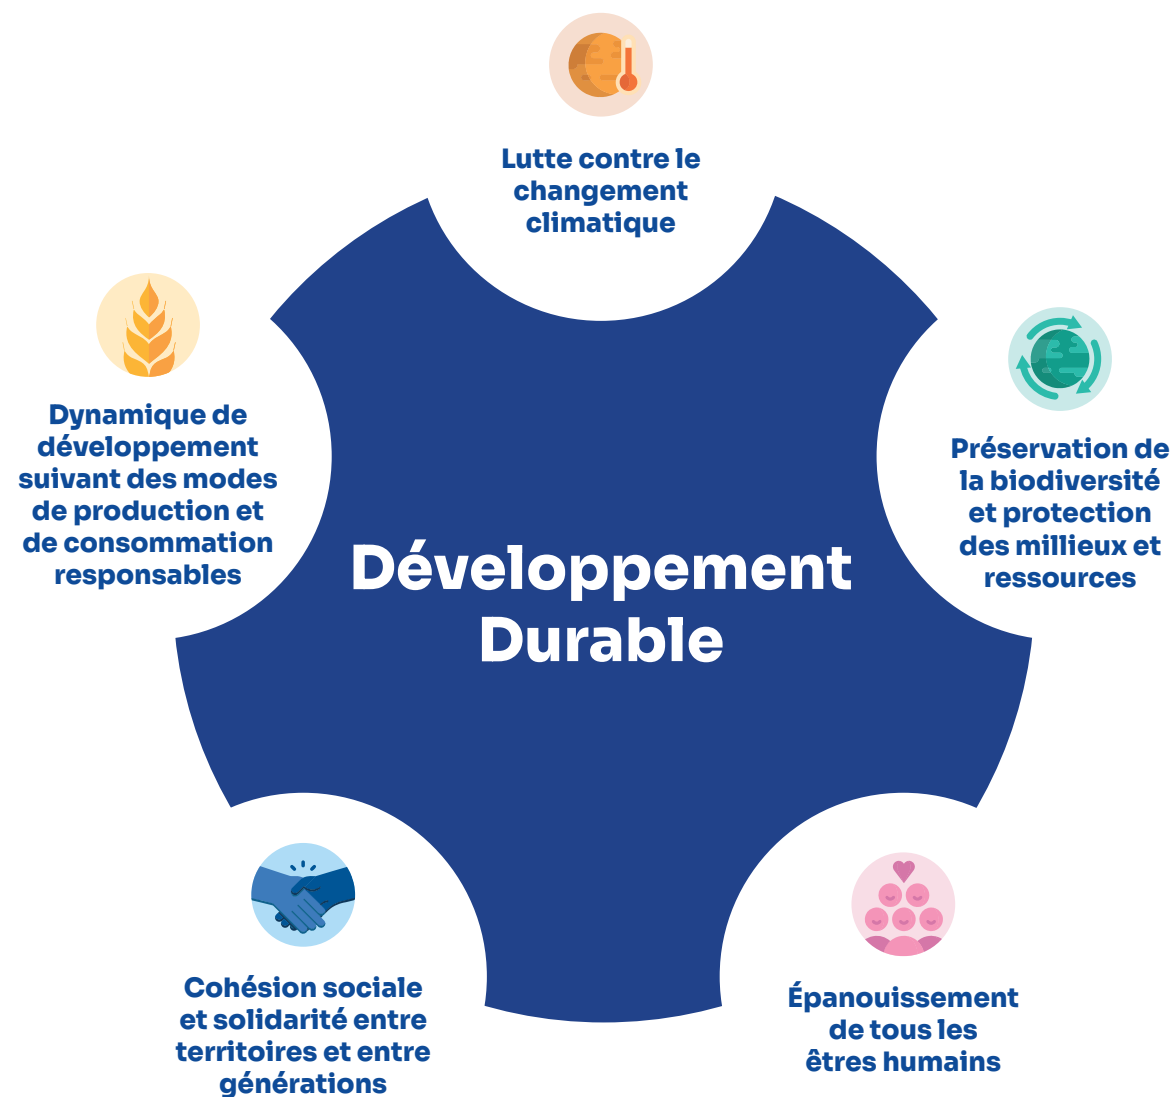 Lutte contre le
changement
climatique
Dynamique de
développement
suivant des modes
de production et
de consommation
responsables
Préservation de
la biodiversité
et protection
des millieux et
ressources
Développement
Durable
Cohésion sociale
et solidarité entre
territoires et entre
générations
Épanouissement
de tous les
êtres humains